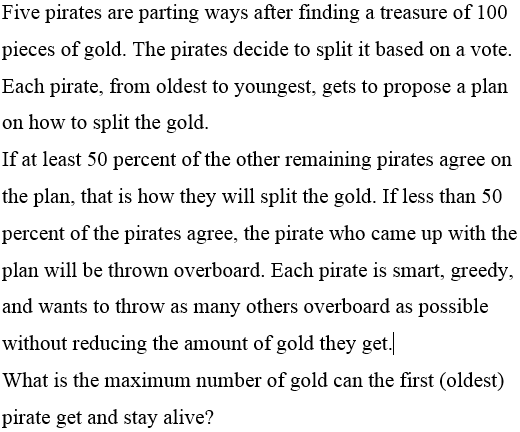 Five pirates are parting ways after finding a treasure of 100
pieces of gold. The pirates decide to split it based on a vote.
Each pirate, from oldest to youngest, gets to propose a plan
on how to split the gold.
If at least 50 percent of the other remaining pirates agree on
the plan, that is how they will split the gold. If less than 50
percent of the pirates agree, the pirate who came up with the
plan will be thrown overboard. Each pirate is smart, greedy,
and wants to throw as many others overboard as possible
without reducing the amount of gold they get.
What is the maximum number of gold can the first (oldest)
pirate get and stay alive?